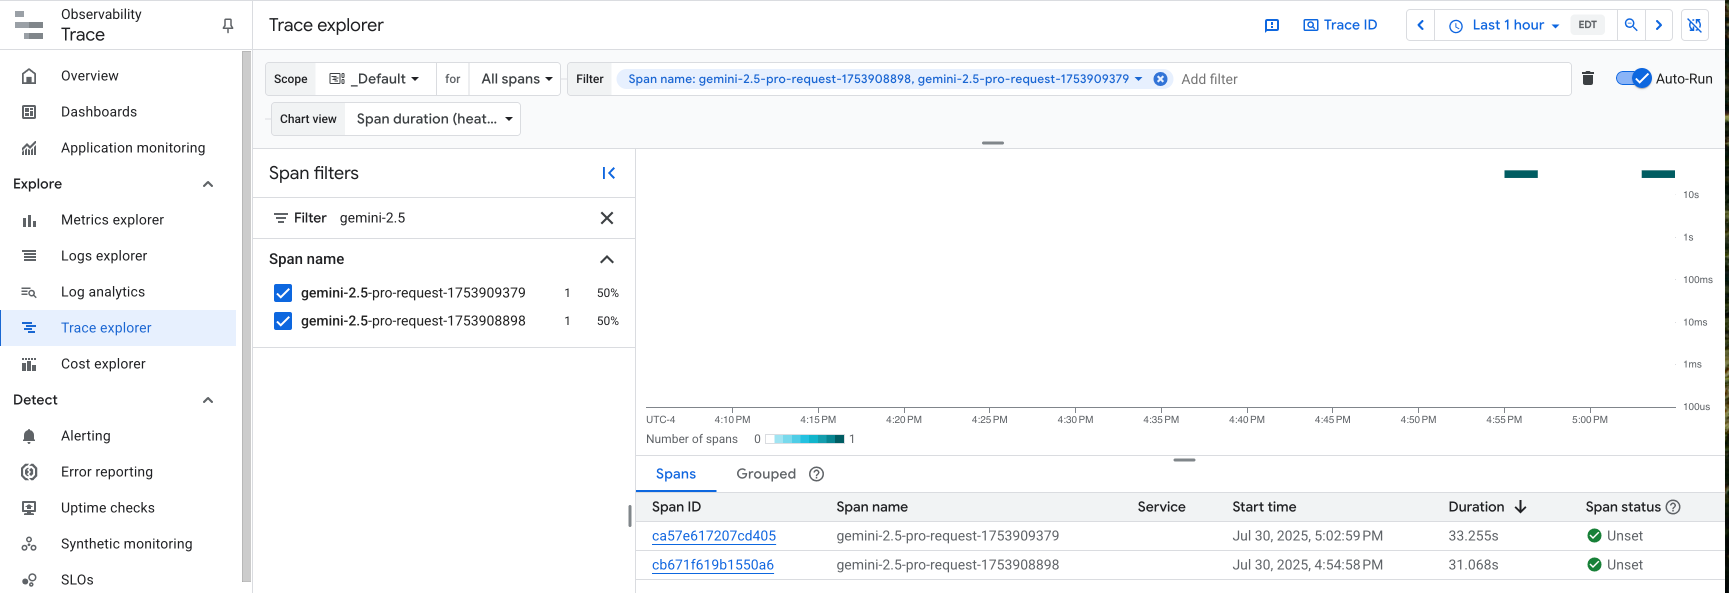 Observability
Trace
Overview
Dashboards
Application monitoring
Explore
Metrics explorer
Logs explorer
Log analytics
Trace explorer
Cost explorer
Detect
Alerting
Error reporting
Uptime checks
Synthetic monitoring
SLOs
Trace explorer
Trace ID
Last 1 hour
EDT
Scope
_Default
for
All spans
Filter
Span name: gemini-2.5-pro-request-1753908898, gemini-2.5-pro-request-1753909379
Add filter
Auto-Run
Chart view
Span duration (heat...
Span filters
Filter gemini-2.5
Span name
gemini-2.5-pro-request-1753909379 1 50%
gemini-2.5-pro-request-1753908898 1 50%
10s
1s
100ms
10ms
1ms
100us
UTC-4 4:10 PM 4:15 PM 4:20 PM 4:25 PM 4:30 PM 4:35 PM 4:40 PM 4:45 PM 4:50 PM 4:55 PM 5:00 PM
Number of spans 0 1
Spans Grouped
Span ID Span name Service Start time Duration Span status
ca57e617207cd405 gemini-2.5-pro-request-1753909379 Jul 30, 2025, 5:02:59 PM 33.255s Unset
cb671f619b1550a6 gemini-2.5-pro-request-1753908898 Jul 30, 2025, 4:54:58 PM 31.068s Unset